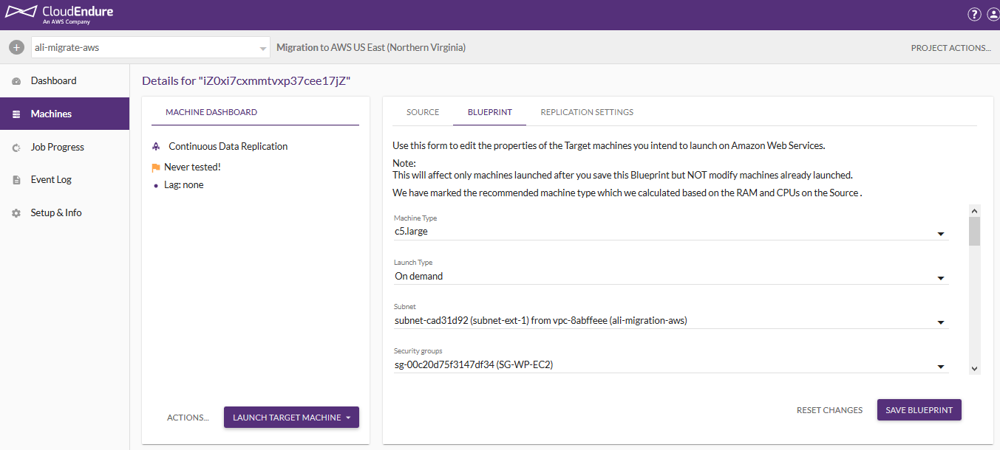 CloudEndure
An AWS Company
?
ali-migrate-aws
Migration to AWS US East (Northern Virginia)
PROJECT ACTIONS...
Dashboard
Machines
Job Progress
Event Log
Setup & Info
Details for "iZ0xi7cxmmtvxp37cee17jZ"
MACHINE DASHBOARD
Continuous Data Replication
Never tested!
Lag: none
ACTIONS...
LAUNCH TARGET MACHINE
SOURCE
BLUEPRINT
REPLICATION SETTINGS
Use this form to edit the properties of the Target machines you intend to launch on Amazon Web Services.
Note:
This will affect only machines launched after you save this Blueprint but NOT modify machines already launched.
We have marked the recommended machine type which we calculated based on the RAM and CPUs on the Source .
Machine Type
c5.large
Launch Type
On demand
Subnet
subnet-cad31d92 (subnet-ext-1) from vpc-8abffeee (ali-migration-aws)
Security groups
sg-00c20d75f3147df34 (SG-WP-EC2)
RESET CHANGES
SAVE BLUEPRINT